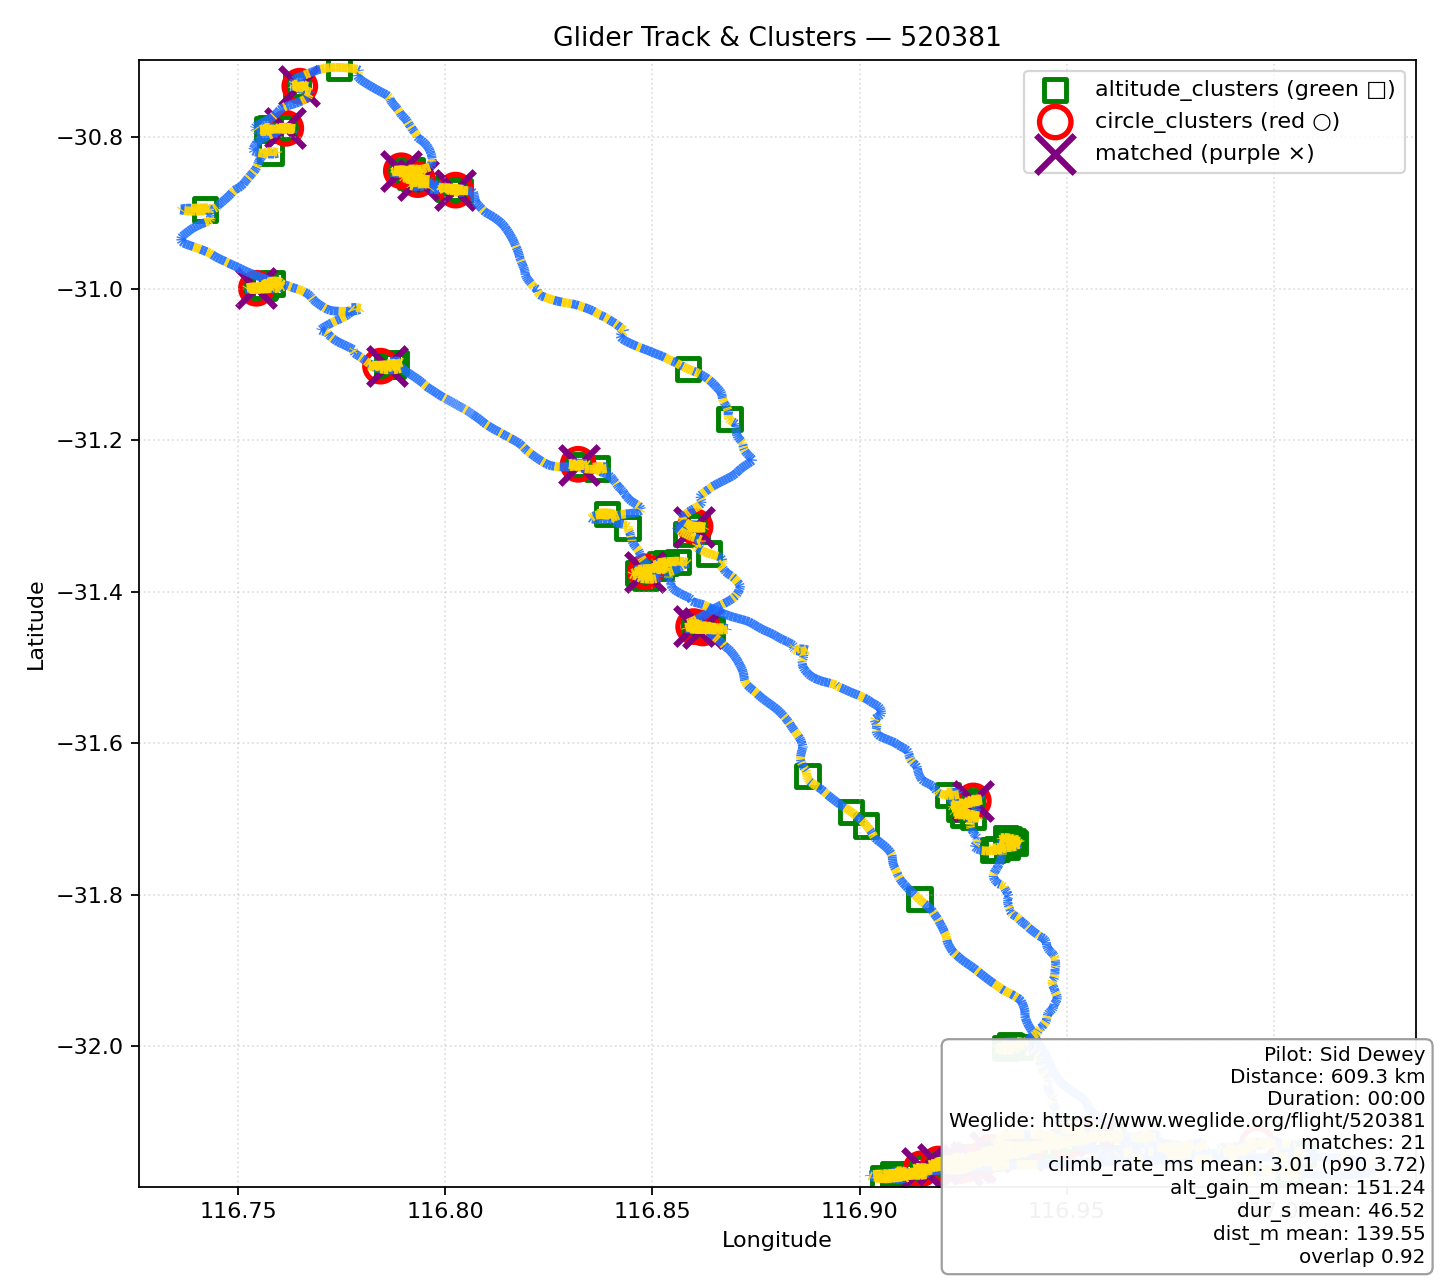 Glider Track & Clusters — 520381
altitude_clusters (green □)
circle_clusters (red ○)
matched (purple ×)
Latitude
−30.8
−31.0
−31.2
−31.4
−31.6
−31.8
−32.0
116.75
116.80
116.85
116.90
116.95
Longitude
Pilot: Sid Dewey
Distance: 609.3 km
Duration: 00:00
Weglide: https://www.weglide.org/flight/520381
matches: 21
climb_rate_ms mean: 3.01 (p90 3.72)
alt_gain_m mean: 151.24
dur_s mean: 46.52
dist_m mean: 139.55
overlap 0.92